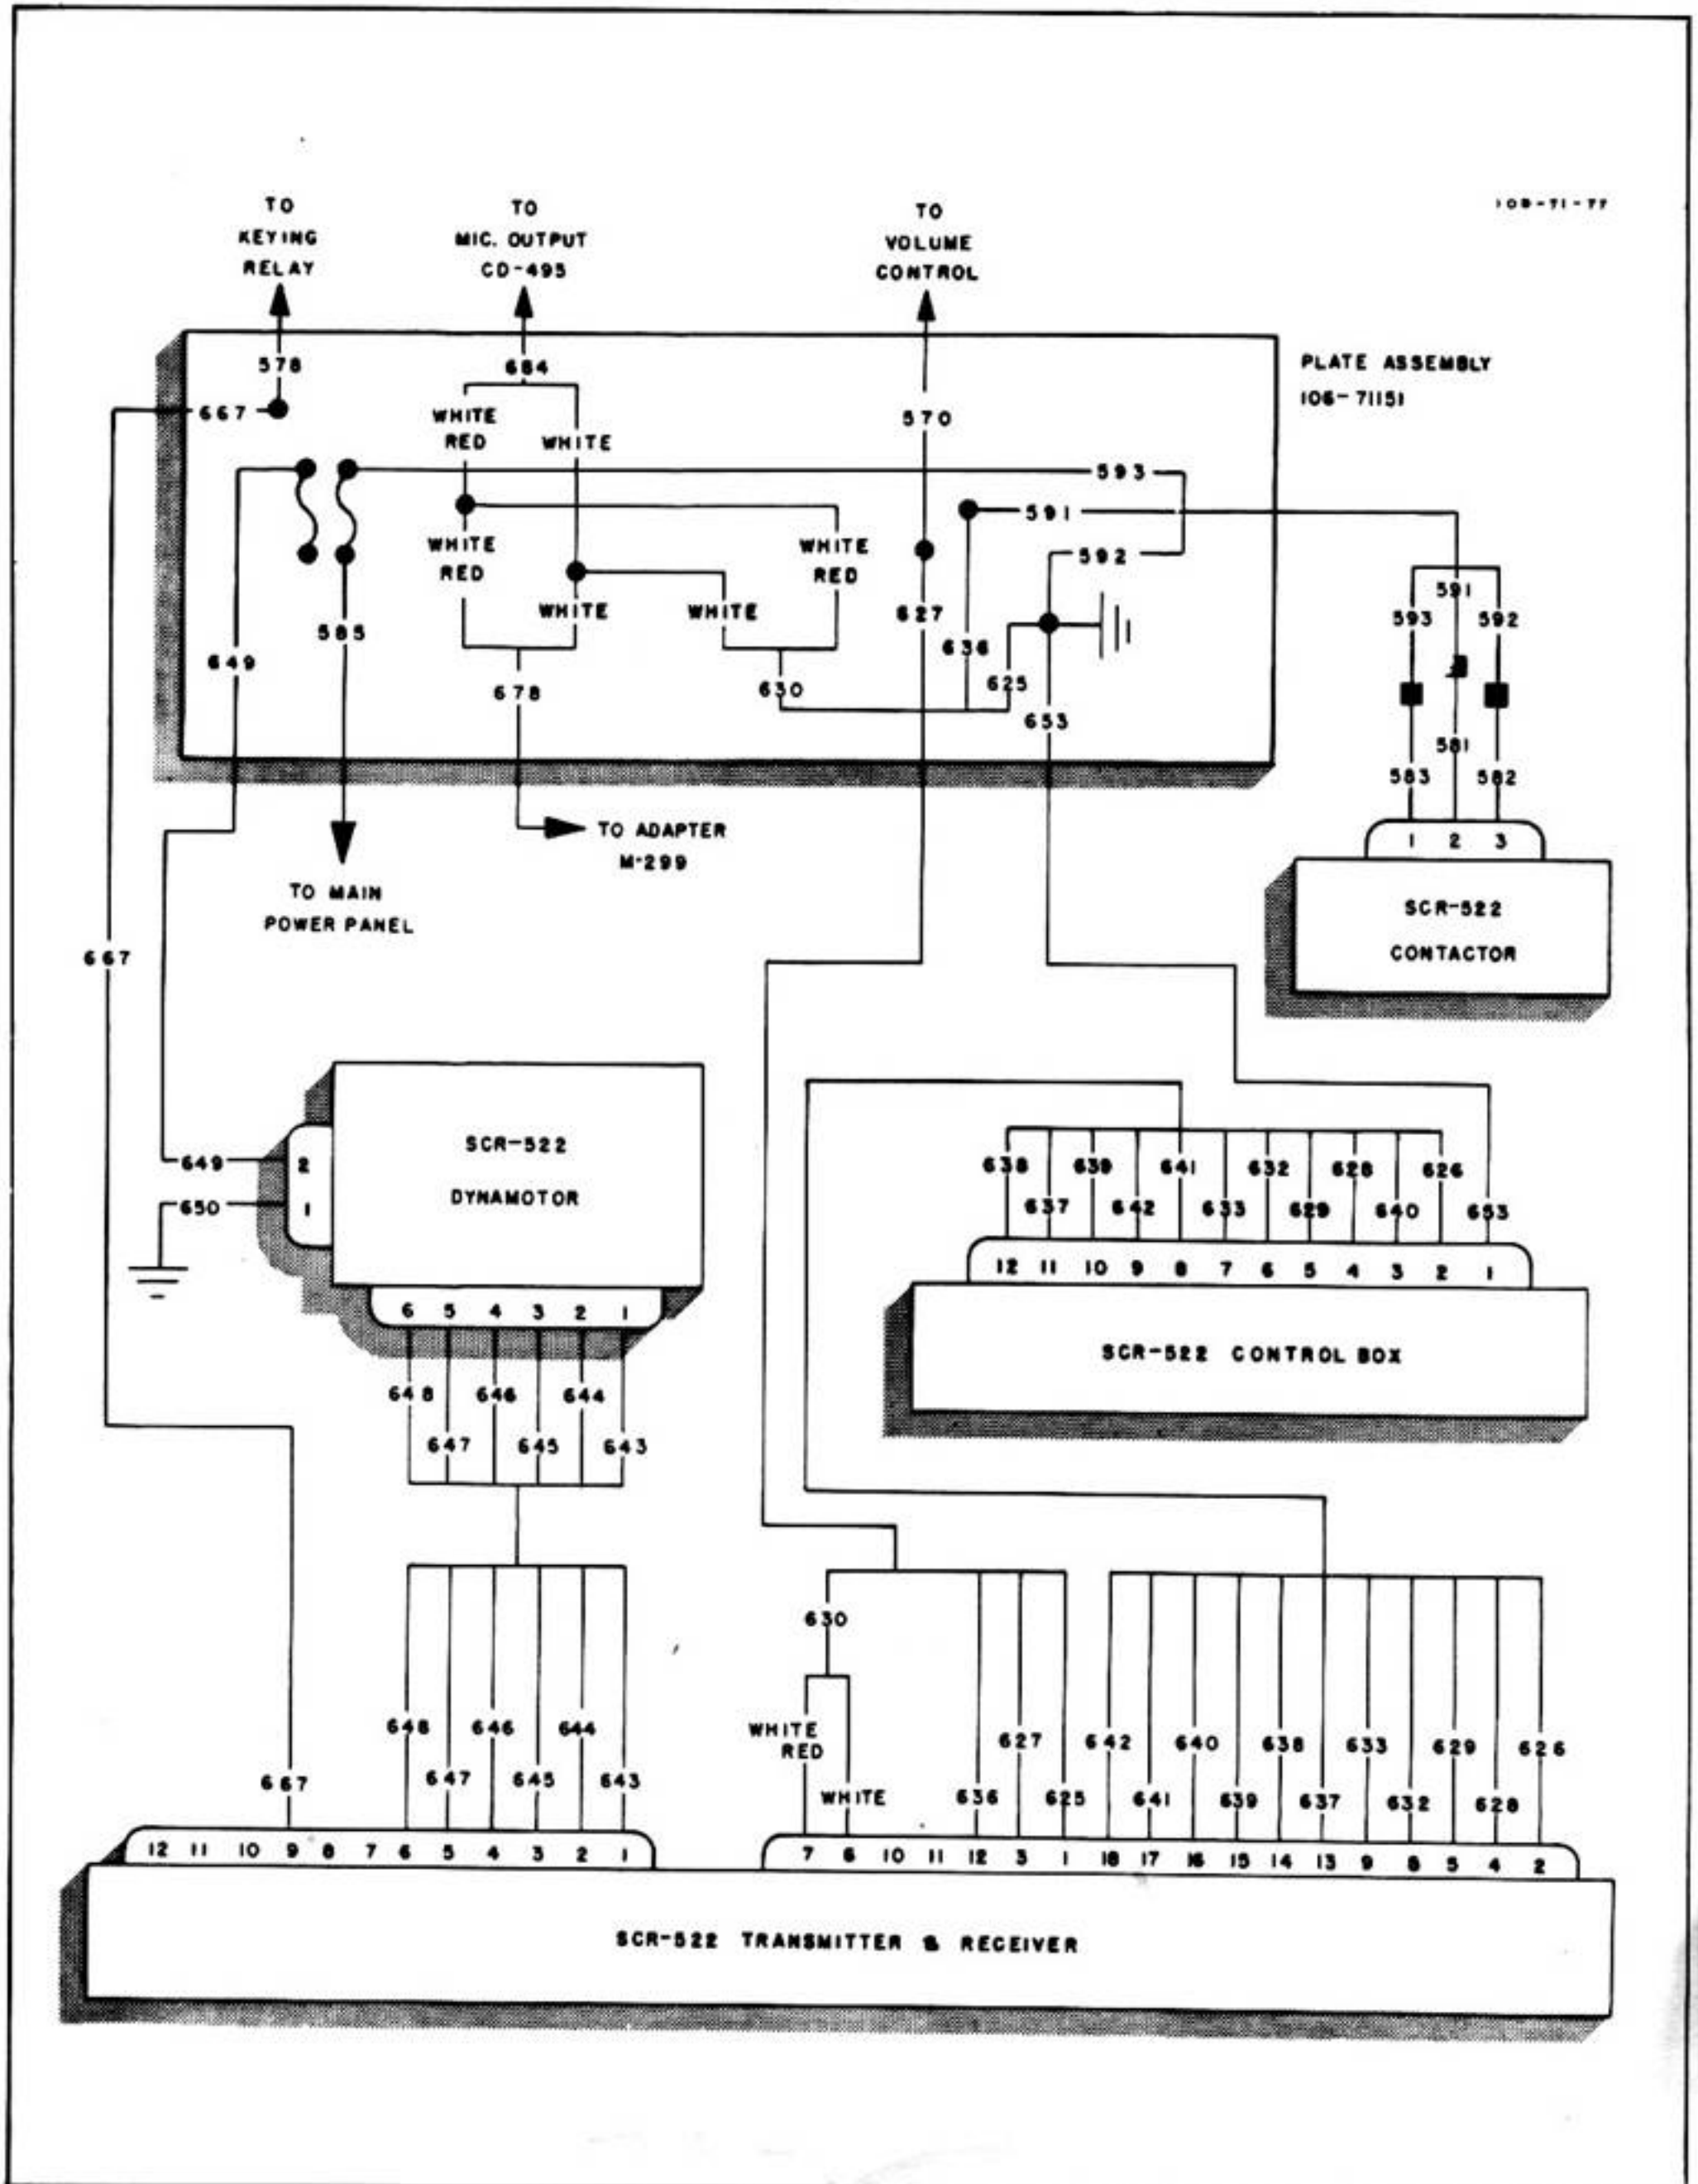 TO
KEYING
RELAY
TO
MIC. OUTPUT
CD-495
TO
VOLUME
CONTROL
PLATE ASSEMBLY
106-71151
578
684
667
WHITE
RED
WHITE
570
593
591
592
WHITE
RED
WHITE
RED
WHITE
WHITE
627
585
649
636
678
630
625
653
591
593
592
581
583
582
1 2 3
SCR-522
CONTACTOR
TO ADAPTER
M-299
TO MAIN
POWER PANEL
667
SCR-522
DYNAMOTOR
649
2
650
1
6 5 4 3 2 1
638 639 641 632 628 626
637 642 633 629 640 653
12 11 10 9 8 7 6 5 4 3 2 1
SCR-522 CONTROL BOX
648 646 644
647 645 643
630
648 646 644
647 645 643
667
WHITE
RED
WHITE
627 642 640 638 633 629 626
636 625 641 639 637 632 628
12 11 10 9 8 7 6 5 4 3 2 1
7 6 10 11 12 3 1 18 17 16 15 14 13 9 8 5 4 2
SCR-522 TRANSMITTER & RECEIVER